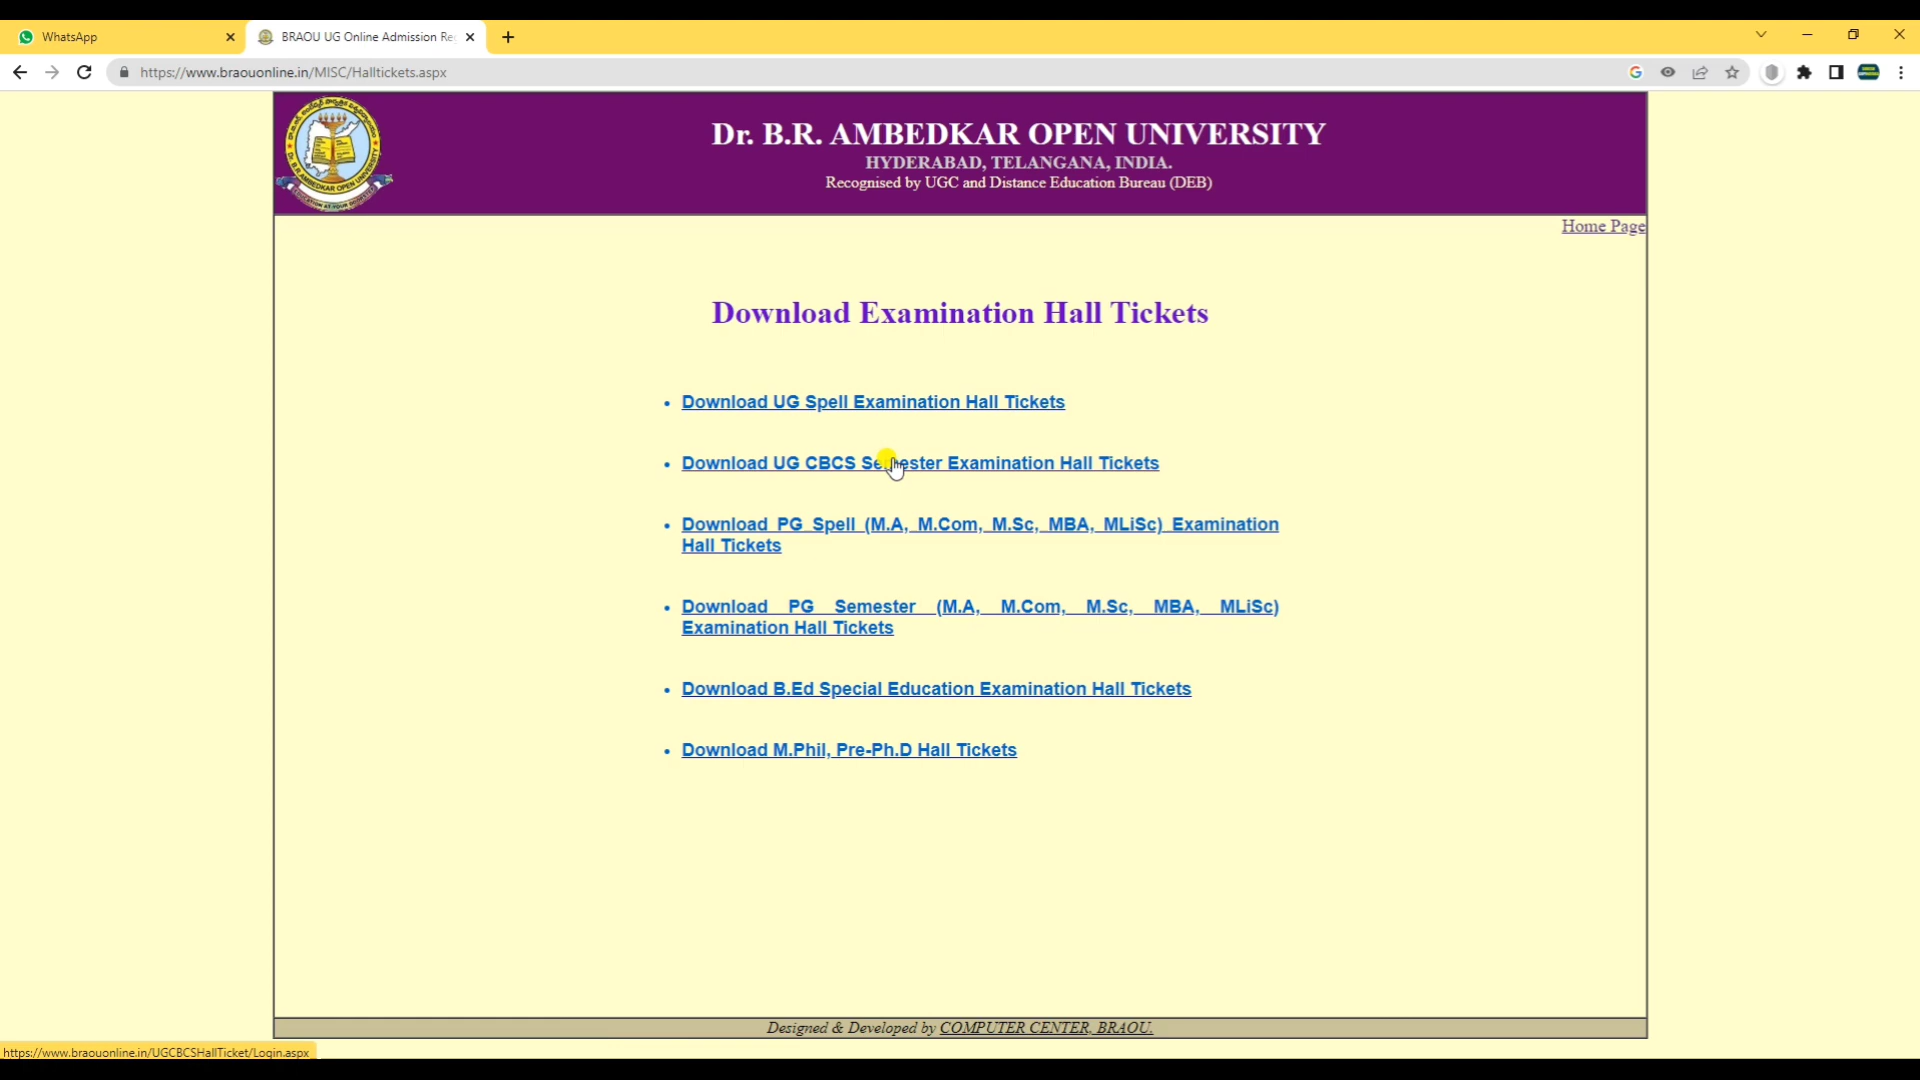 WhatsApp
BRAOU UG Online Admission Re
https://www.braouonline.in/MISC/Halltickets.aspx
Dr. B.R. AMBEDKAR OPEN UNIVERSITY
HYDERABAD, TELANGANA, INDIA.
Recognised by UGC and Distance Education Bureau (DEB)
Home Page
Download Examination Hall Tickets
• Download UG Spell Examination Hall Tickets
• Download UG CBCS Semester Examination Hall Tickets
• Download PG Spell (M.A, M.Com, M.Sc, MBA, MLiSc) Examination
Hall Tickets
• Download PG Semester (M.A, M.Com, M.Sc, MBA, MLiSc)
Examination Hall Tickets
• Download B.Ed Special Education Examination Hall Tickets
• Download M.Phil, Pre-Ph.D Hall Tickets
Designed & Developed by COMPUTER CENTER, BRAOU.
https://www.braouonline.in/UGCBCSHallTicket/Login.aspx